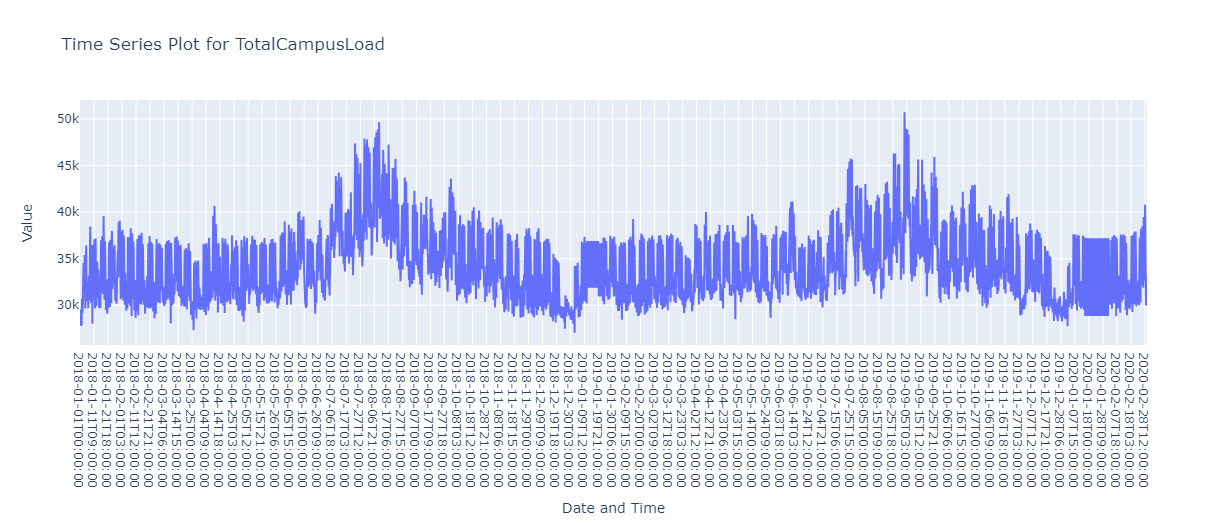 Time Series Plot for TotalCampusLoad
Value
50k
45k
40k
35k
30k
2018-01-01T00:00:00
2018-01-11T09:00:00
2018-01-21T18:00:00
2018-02-01T03:00:00
2018-02-11T12:00:00
2018-02-21T21:00:00
2018-03-04T06:00:00
2018-03-14T15:00:00
2018-03-25T00:00:00
2018-04-04T09:00:00
2018-04-14T18:00:00
2018-04-25T03:00:00
2018-05-05T12:00:00
2018-05-15T21:00:00
2018-05-26T06:00:00
2018-06-05T15:00:00
2018-06-16T00:00:00
2018-06-26T09:00:00
2018-07-06T18:00:00
2018-07-17T03:00:00
2018-07-27T12:00:00
2018-08-06T21:00:00
2018-08-17T06:00:00
2018-08-27T15:00:00
2018-09-07T00:00:00
2018-09-17T09:00:00
2018-09-27T18:00:00
2018-10-08T03:00:00
2018-10-18T12:00:00
2018-10-28T21:00:00
2018-11-08T06:00:00
2018-11-18T15:00:00
2018-11-29T00:00:00
2018-12-09T09:00:00
2018-12-19T18:00:00
2018-12-30T03:00:00
2019-01-09T12:00:00
2019-01-19T21:00:00
2019-01-30T06:00:00
2019-02-09T15:00:00
2019-02-20T00:00:00
2019-03-02T09:00:00
2019-03-12T18:00:00
2019-03-23T03:00:00
2019-04-02T12:00:00
2019-04-12T21:00:00
2019-04-23T06:00:00
2019-05-03T15:00:00
2019-05-14T00:00:00
2019-05-24T09:00:00
2019-06-03T18:00:00
2019-06-14T03:00:00
2019-06-24T12:00:00
2019-07-04T21:00:00
2019-07-15T06:00:00
2019-07-25T15:00:00
2019-08-05T00:00:00
2019-08-15T09:00:00
2019-08-25T18:00:00
2019-09-05T03:00:00
2019-09-15T12:00:00
2019-09-25T21:00:00
2019-10-06T06:00:00
2019-10-16T15:00:00
2019-10-27T00:00:00
2019-11-06T09:00:00
2019-11-16T18:00:00
2019-11-27T03:00:00
2019-12-07T12:00:00
2019-12-17T21:00:00
2019-12-28T06:00:00
2020-01-07T15:00:00
2020-01-18T00:00:00
2020-01-28T09:00:00
2020-02-07T18:00:00
2020-02-18T03:00:00
2020-02-28T12:00:00
Date and Time